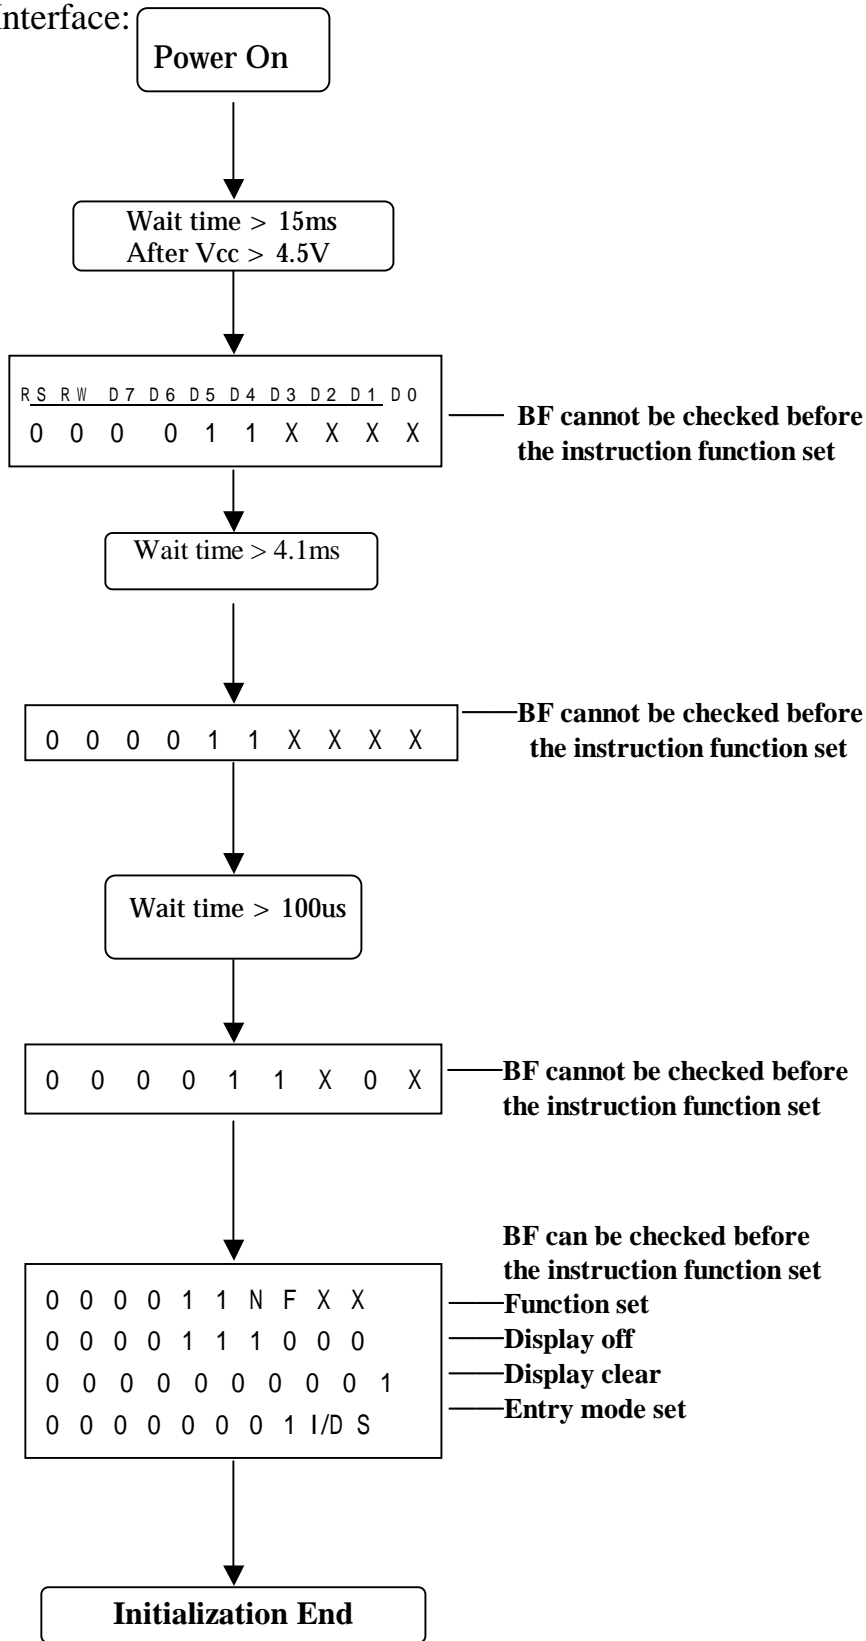 Interface:
Power On
Wait time > 15ms
After Vcc > 4.5V
RS RW D7 D6 D5 D4 D3 D2 D1 D0
0 0 0 0 1 1 X X X X
BF cannot be checked before
the instruction function set
Wait time > 4.1ms
BF cannot be checked before
the instruction function set
0 0 0 0 1 1 X X X X
Wait time > 100us
0 0 0 0 1 1 X 0 X
BF cannot be checked before
the instruction function set
BF can be checked before
the instruction function set
0 0 0 0 1 1 N F X X
Function set
0 0 0 0 1 1 1 0 0 0
Display off
0 0 0 0 0 0 0 0 0 1
Display clear
0 0 0 0 0 0 0 1 I/D S
Entry mode set
Initialization End